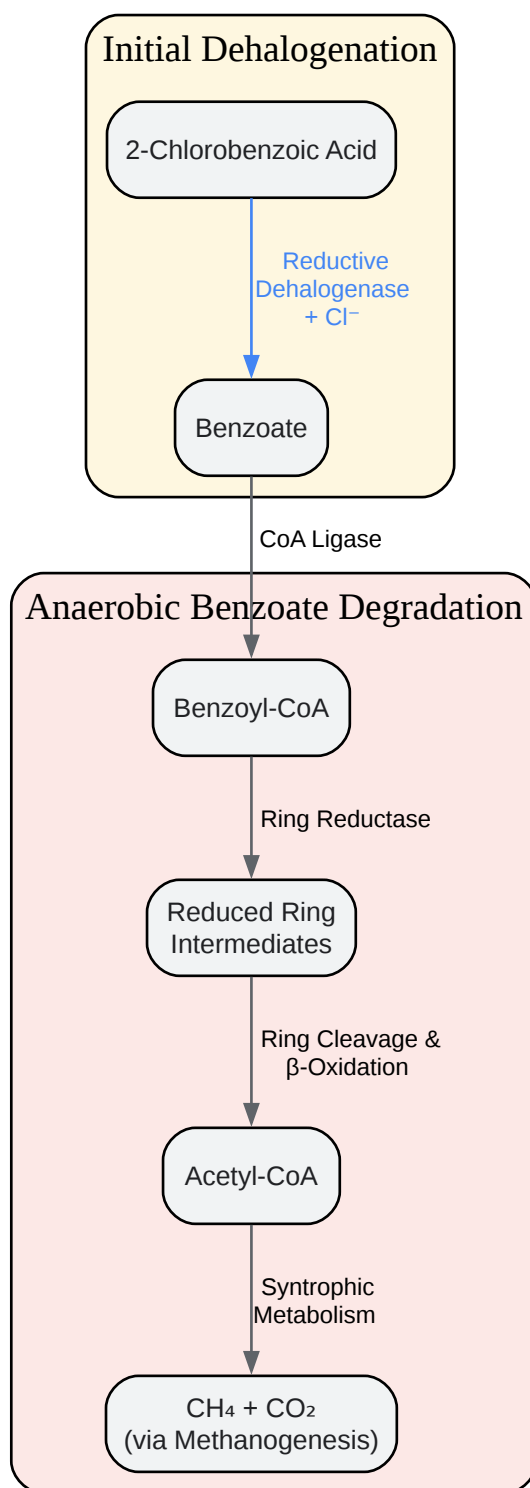 Initial Dehalogenation
2-Chlorobenzoic Acid
Reductive
Dehalogenase
+ Cl⁻
Benzoate
CoA Ligase
Anaerobic Benzoate Degradation
Benzoyl-CoA
Ring Reductase
Reduced Ring
Intermediates
Ring Cleavage &
β-Oxidation
Acetyl-CoA
Syntrophic
Metabolism
CH₄ + CO₂
(via Methanogenesis)